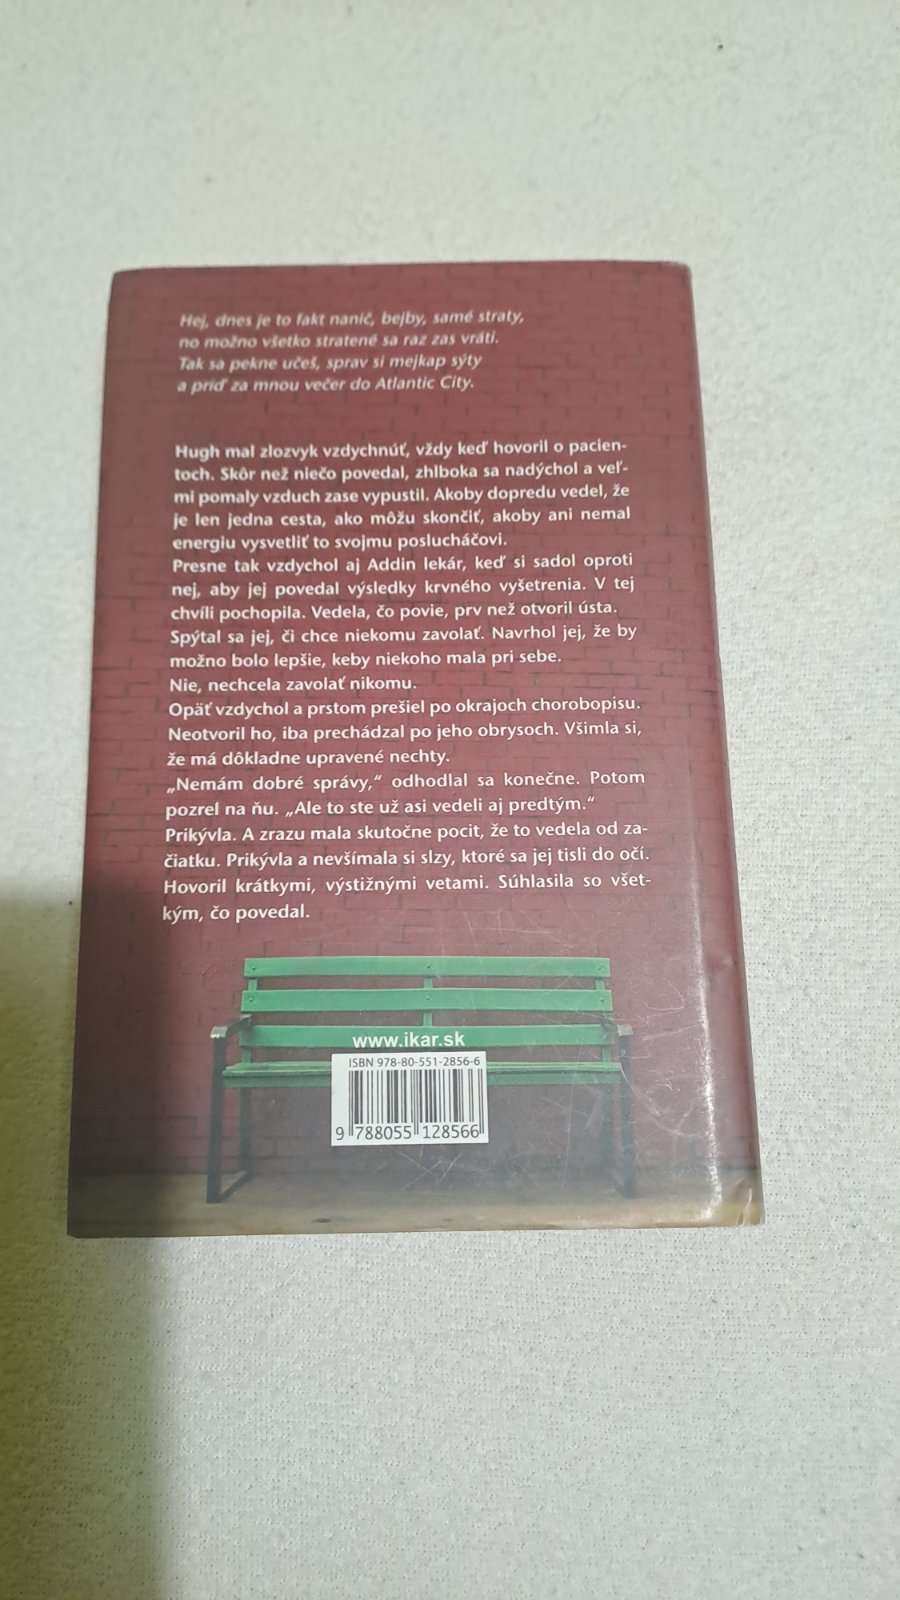 Hej, dnes je to fakt nanič, bejby, samé straty,
no možno všetko stratené sa raz zas vráti.
Tak sa pekne učeš, sprav si mejkap sýty
a príď za mnou večer do Atlantic City.
Hugh mal zlozvyk vzdychnúť, vždy keď hovoril o pacien-
toch. Skôr než niečo povedal, zhlboka sa nadýchol a veľ-
mi pomaly vzduch zase vypustil. Akoby dopredu vedel, že
je len jedna cesta, ako môžu skončiť, akoby ani nemal
energiu vysvetliť to svojmu poslucháčovi.
Presne tak vzdychol aj Addin lekár, keď si sadol oproti
nej, aby jej povedal výsledky krvného vyšetrenia. V tej
chvíli pochopila. Vedela, čo povie, prv než otvoril ústa.
Spýtal sa jej, či chce niekomu zavolať. Navrhol jej, že by
možno bolo lepšie, keby niekoho mala pri sebe.
Nie, nechcela zavolať nikomu.
Opäť vzdychol a prstom prešiel po okrajoch chorobopisu.
Neotvoril ho, iba prechádzal po jeho obrysoch. Všimla si,
že má dôkladne upravené nechty.
„Nemám dobré správy,“ odhodlal sa konečne. Potom
pozrel na ňu. „Ale to ste už asi vedeli aj predtým.“
Prikývla. A zrazu mala skutočne pocit, že to vedela od za-
čiatku. Prikývla a nevšímala si slzy, ktoré sa jej tisli do očí.
Hovoril krátkymi, výstižnými vetami. Súhlasila so všet-
kým, čo povedal.
www.ikar.sk
ISBN 978-80-551-2856-6
9 788055 128566